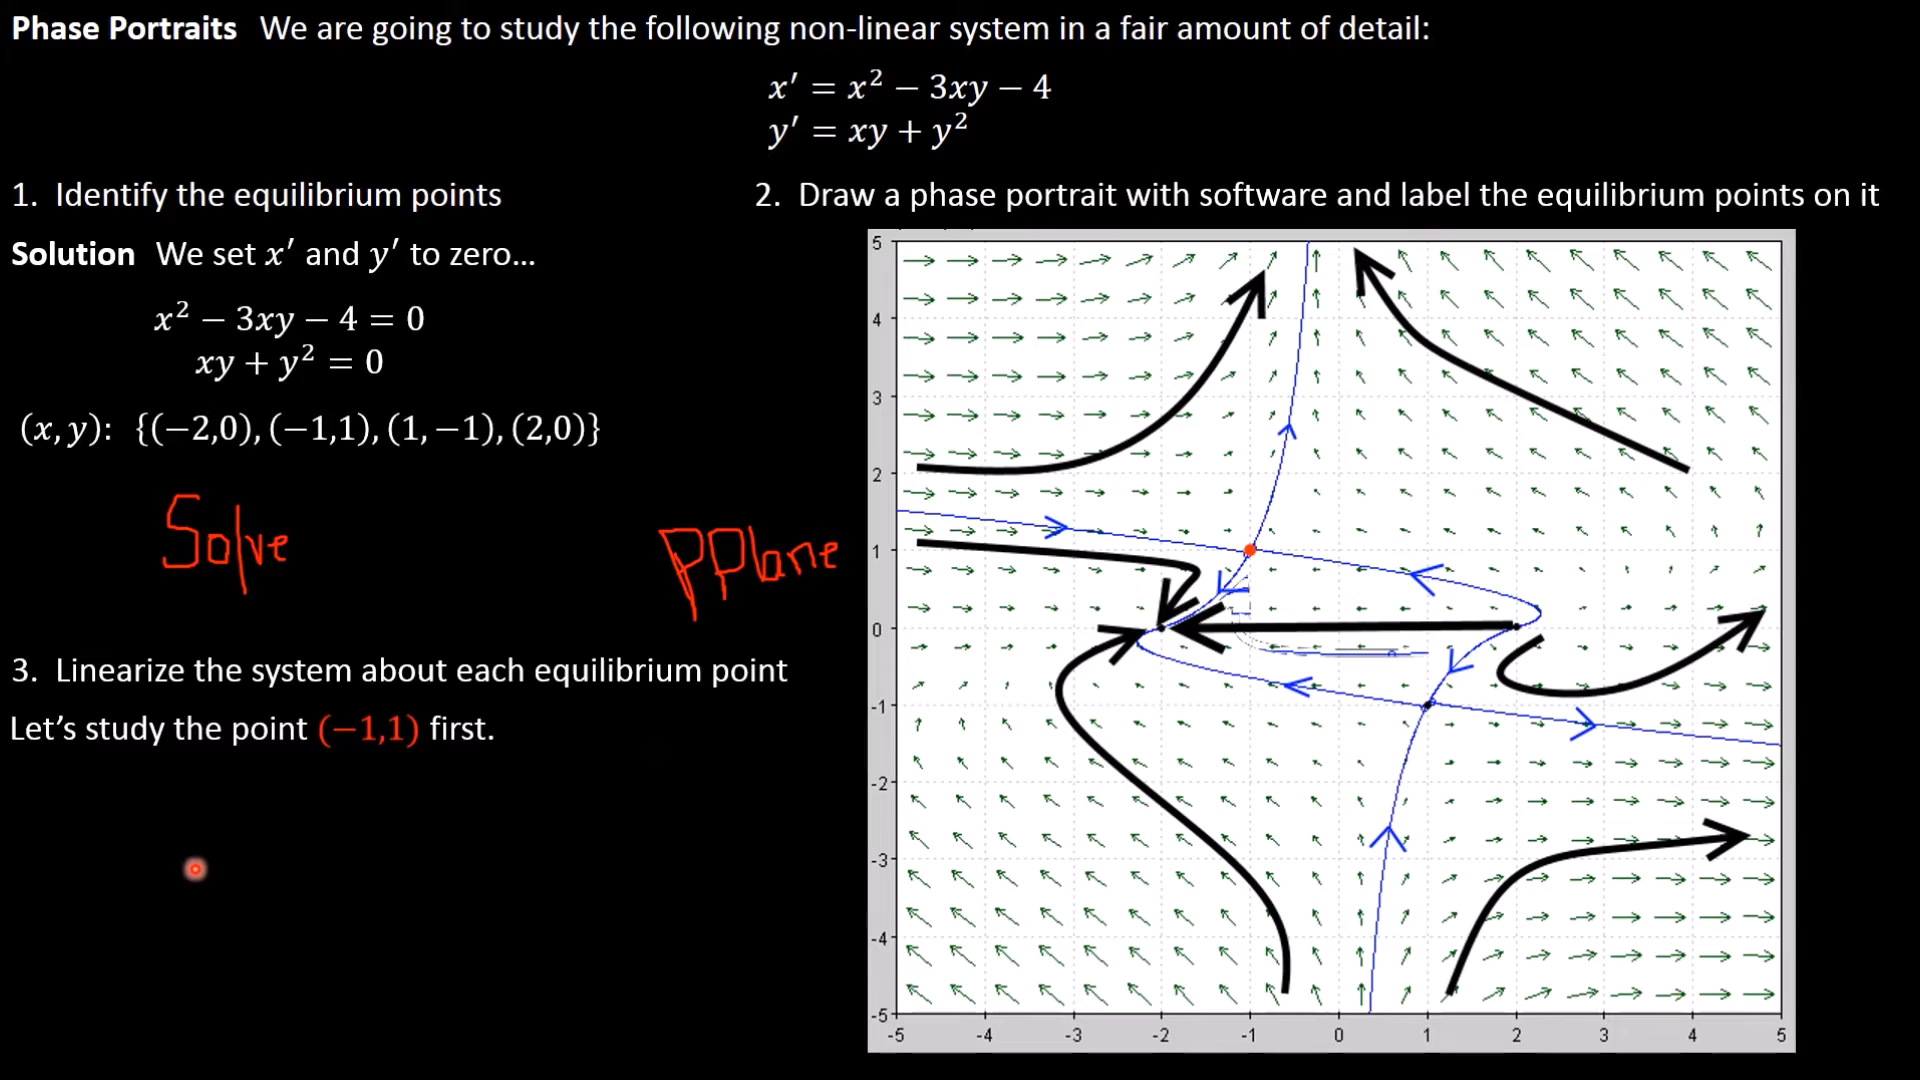 Phase Portraits We are going to study the following non-linear system in a fair amount of detail:
x′ = x² − 3xy − 4
y′ = xy + y²
1. Identify the equilibrium points
2. Draw a phase portrait with software and label the equilibrium points on it
Solution We set x′ and y′ to zero...
x² − 3xy − 4 = 0
xy + y² = 0
(x, y): {(−2,0), (−1,1), (1, −1), (2,0)}
Solve
PPlane
3. Linearize the system about each equilibrium point
Let's study the point (−1,1) first.
5
4
3
2
1
0
-1
-2
-3
-4
-5
-5 -4 -3 -2 -1 0 1 2 3 4 5